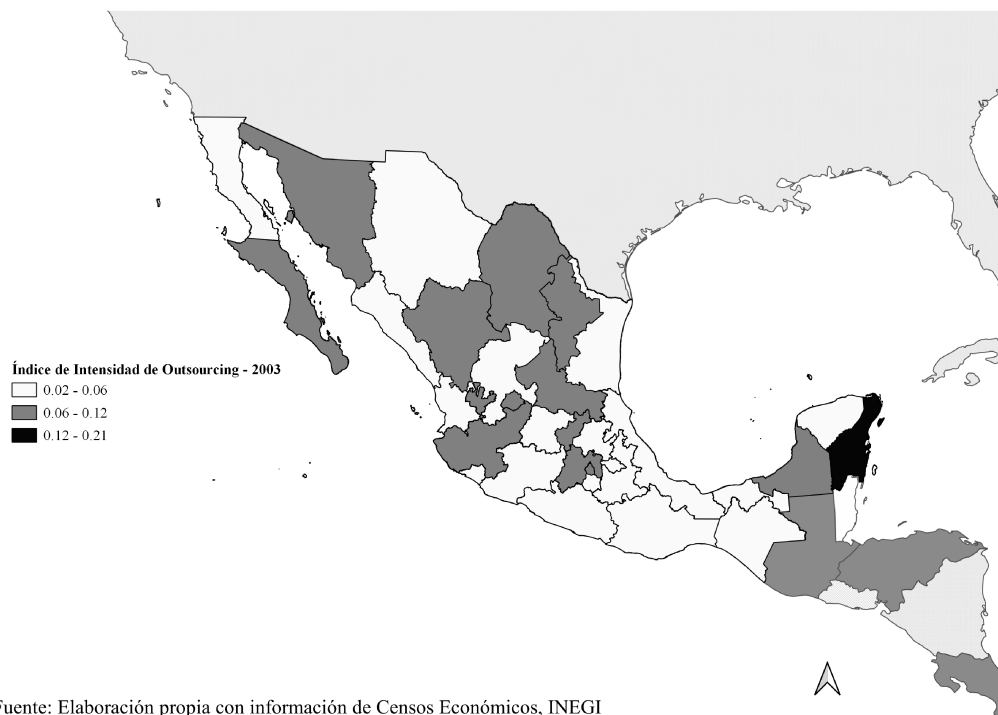 Índice de Intensidad de Outsourcing - 2003
0.02 - 0.06
0.06 - 0.12
0.12 - 0.21
Fuente: Elaboración propia con información de Censos Económicos, INEGI